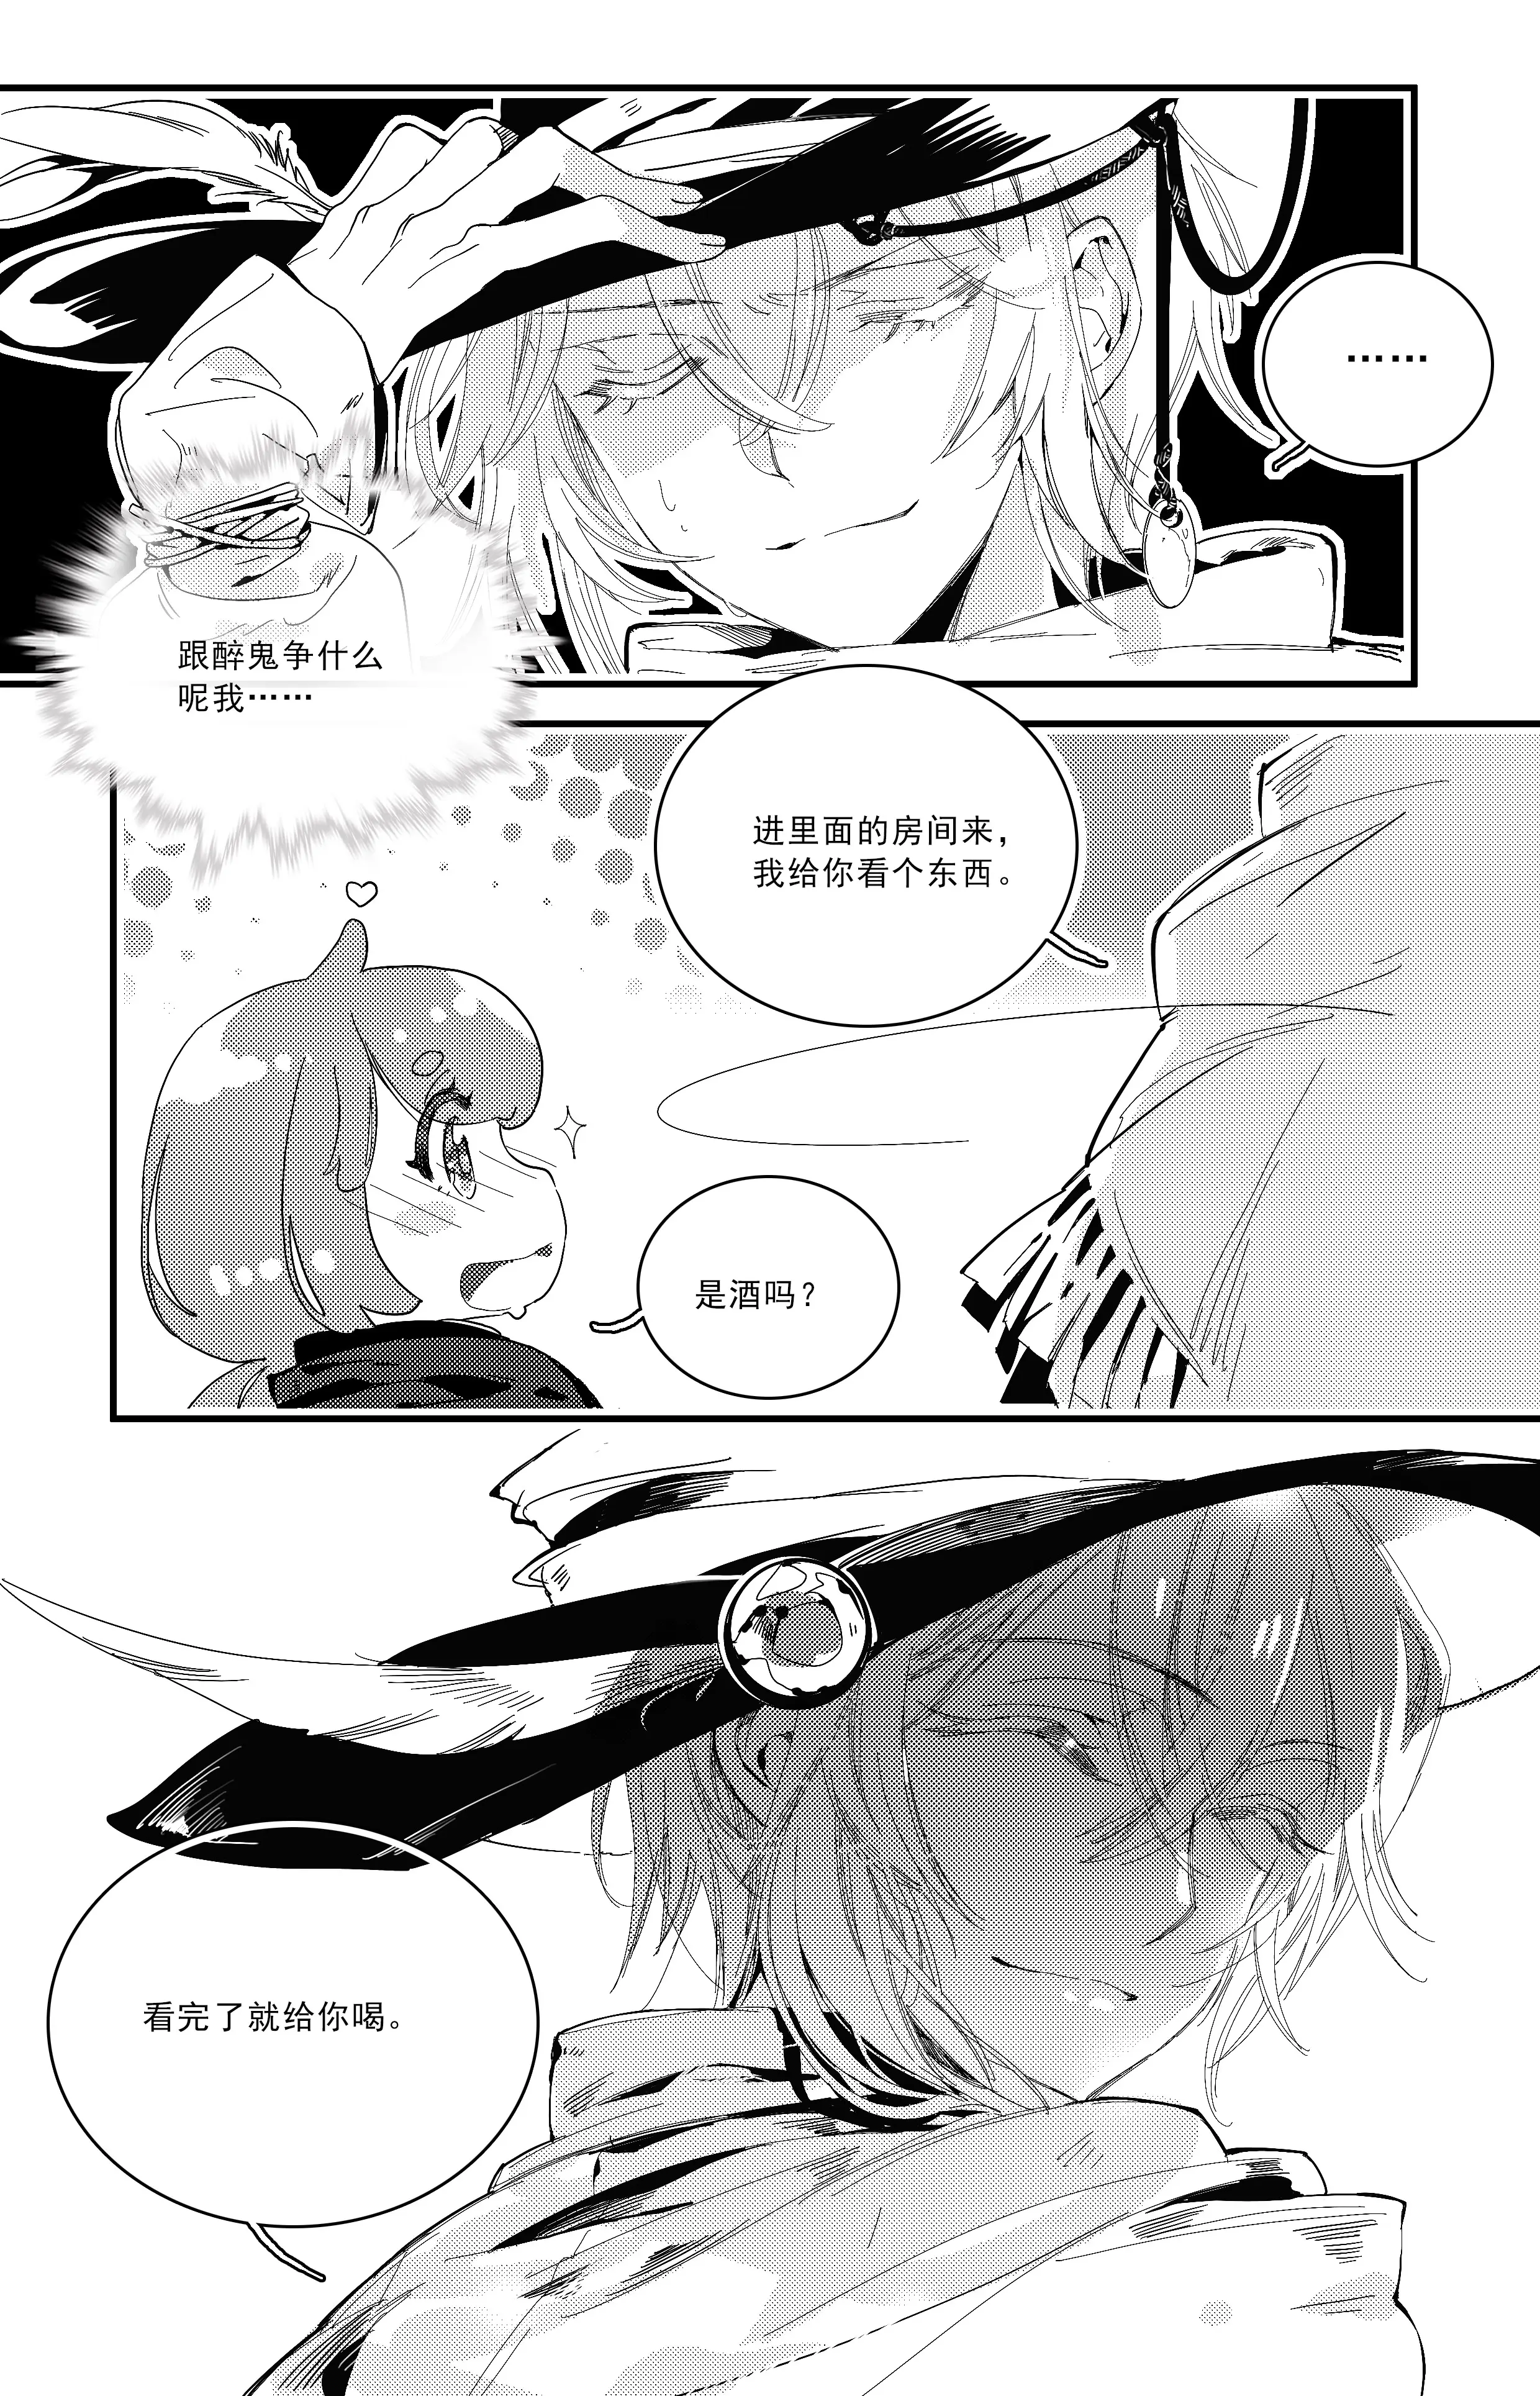 ……
跟醉鬼争什么
呢我……
进里面的房间来，
我给你看个东西。
是酒吗？
看完了就给你喝。